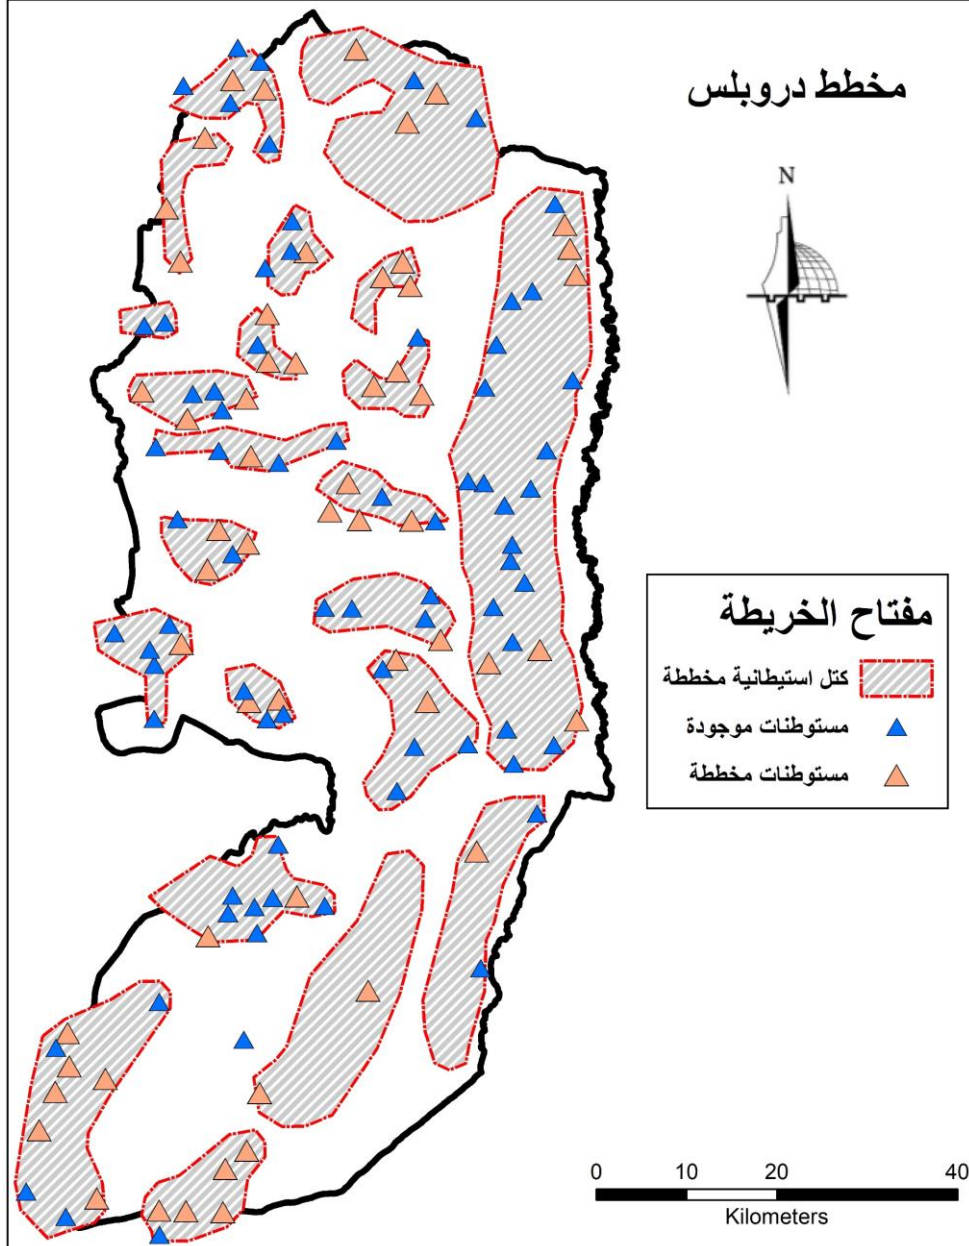 مخطط دروبلس
N
مفتاح الخريطة
كتل استيطانية مخططة
مستوطنات موجودة
مستوطنات مخططة
0 10 20 40
Kilometers